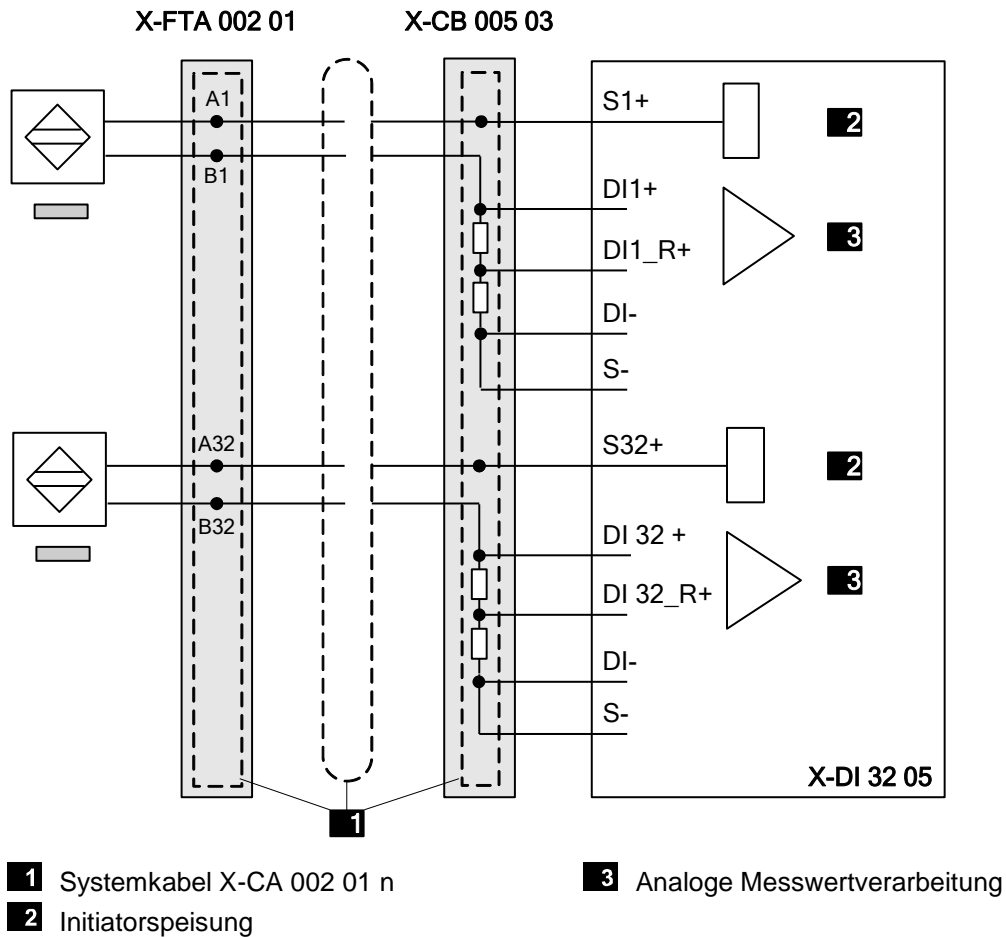 X-FTA 002 01 X-CB 005 03
A1
B1
S1+
2
DI1+
DI1_R+
3
DI-
S-
A32
B32
S32+
2
DI 32 +
DI 32_R+
3
DI-
S-
X-DI 32 05
1
1 Systemkabel X-CA 002 01 n
3 Analoge Messwertverarbeitung
2 Initiatorspeisung